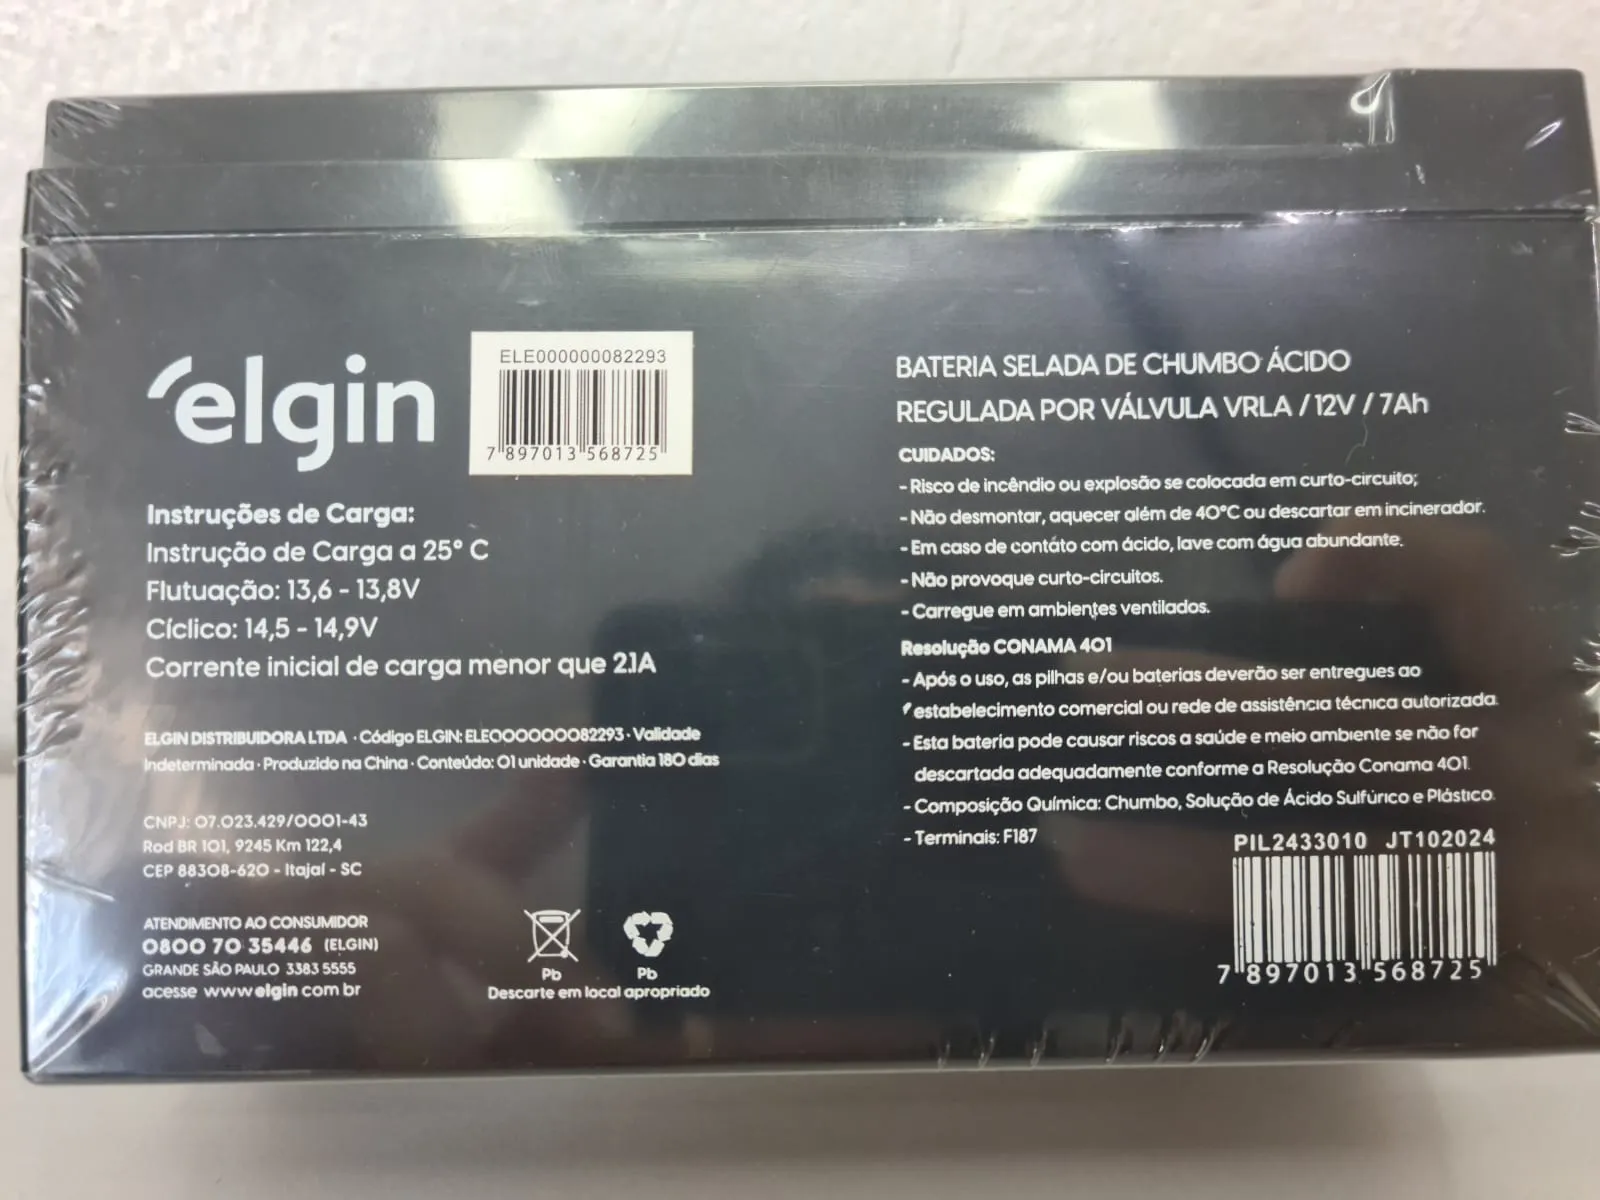 elgin
ELE000000082293
7 897013 568725
Instruções de Carga:
Instrução de Carga a 25° C
Flutuação: 13,6 - 13,8V
Cíclico: 14,5 - 14,9V
Corrente inicial de carga menor que 2.1A
ELGIN DISTRIBUIDORA LTDA · Código ELGIN: ELE000000082293 · Validade
Indeterminada · Produzido na China · Conteúdo: 01 unidade · Garantia 180 dias
CNPJ: 07.023.429/0001-43
Rod BR 101, 9245 Km 122,4
CEP 88308-620 - Itajaí - SC
ATENDIMENTO AO CONSUMIDOR
0800 70 35446 (ELGIN)
GRANDE SÃO PAULO 3383 5555
acesse www.elgin.com.br
Pb Pb
Descarte em local apropriado
BATERIA SELADA DE CHUMBO ÁCIDO
REGULADA POR VÁLVULA VRLA / 12V / 7Ah
CUIDADOS:
- Risco de incêndio ou explosão se colocada em curto-circuito;
- Não desmontar, aquecer além de 40°C ou descartar em incinerador.
- Em caso de contáto com ácido, lave com água abundante.
- Não provoque curto-circuitos.
- Carregue em ambientes ventilados.
Resolução CONAMA 401
- Após o uso, as pilhas e/ou baterias deverão ser entregues ao
estabelecimento comercial ou rede de assistência técnica autorizada.
- Esta bateria pode causar riscos a saúde e meio ambiente se não for
descartada adequadamente conforme a Resolução Conama 401.
- Composição Química: Chumbo, Solução de Ácido Sulfúrico e Plástico.
- Terminais: F187
PIL2433010 JT102024
7 897013 568725